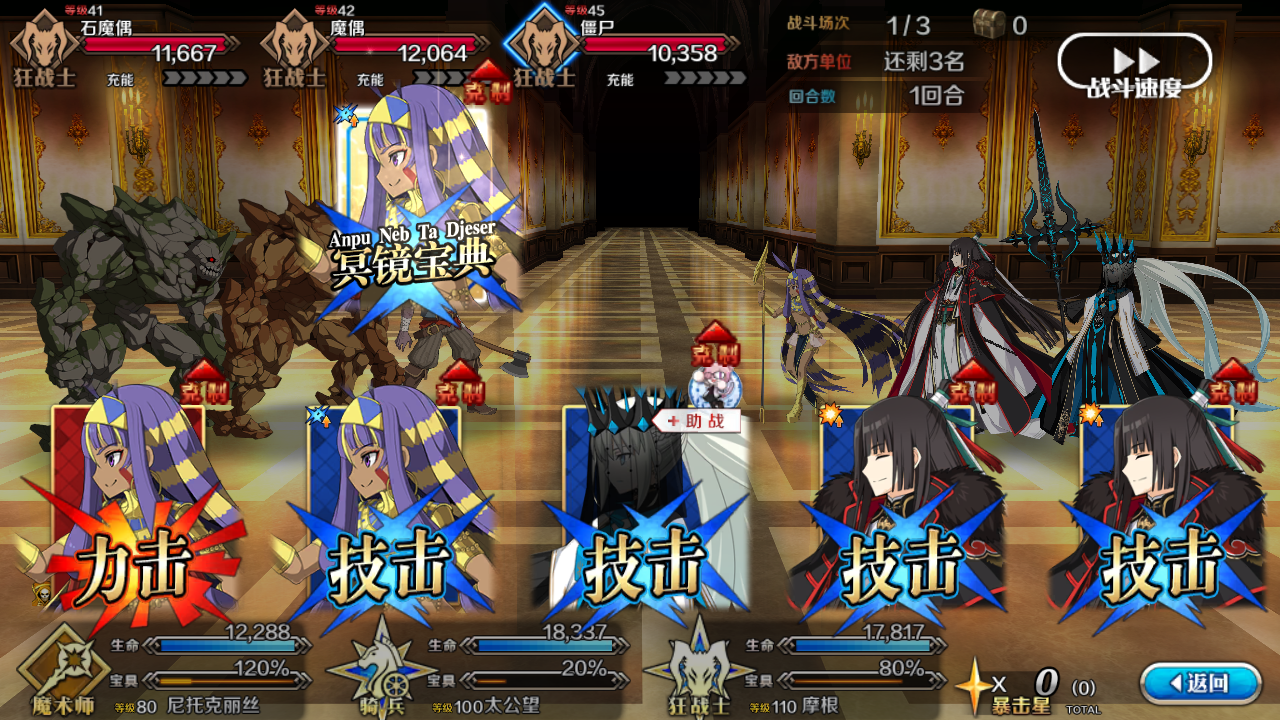 等级41
石魔偶
11,667
狂战士
充能
等级42
魔偶
12,064
狂战士
充能
等级45
僵尸
10,358
狂战士
充能
战斗场次 1/3
0
敌方单位 还剩3名
回合数 1回合
战斗速度
克制
Anpu Neb Ta Djeser
冥镜宝典
克制
力击
克制
技击
克制
+助战
技击
克制
技击
克制
技击
生命 12,288
宝具 120%
魔术师 等级80 尼托克丽丝
生命 18,337
宝具 20%
骑兵 等级100 太公望
生命 17,817
宝具 80%
狂战士 等级110 摩根
X 0 (0)
暴击星 TOTAL
返回